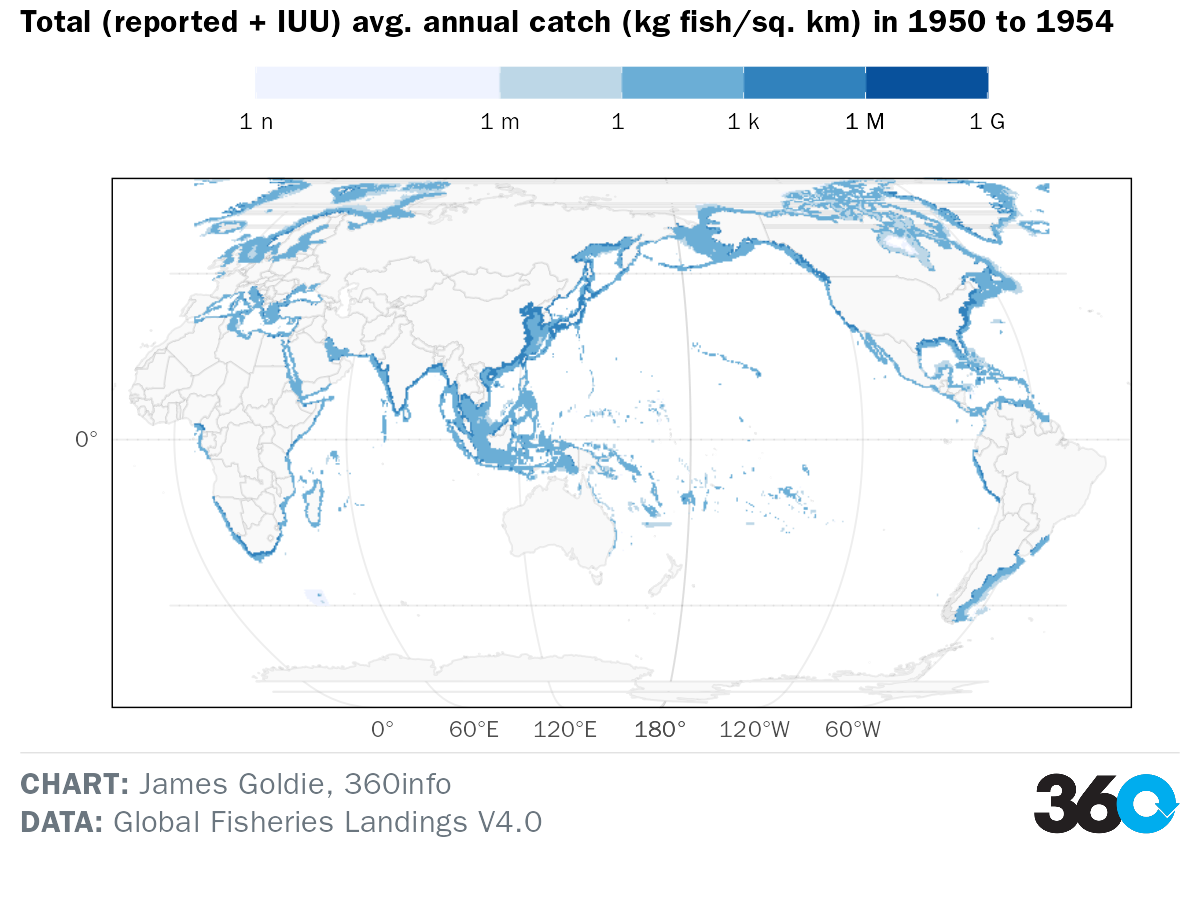 Total (reported + IUU) avg. annual catch (kg fish/sq. km) in 1950 to 1954
1 n 1 m 1 1 k 1 M 1 G
0°
0° 60°E 120°E 180° 120°W 60°W
CHART: James Goldie, 360info
DATA: Global Fisheries Landings V4.0
360